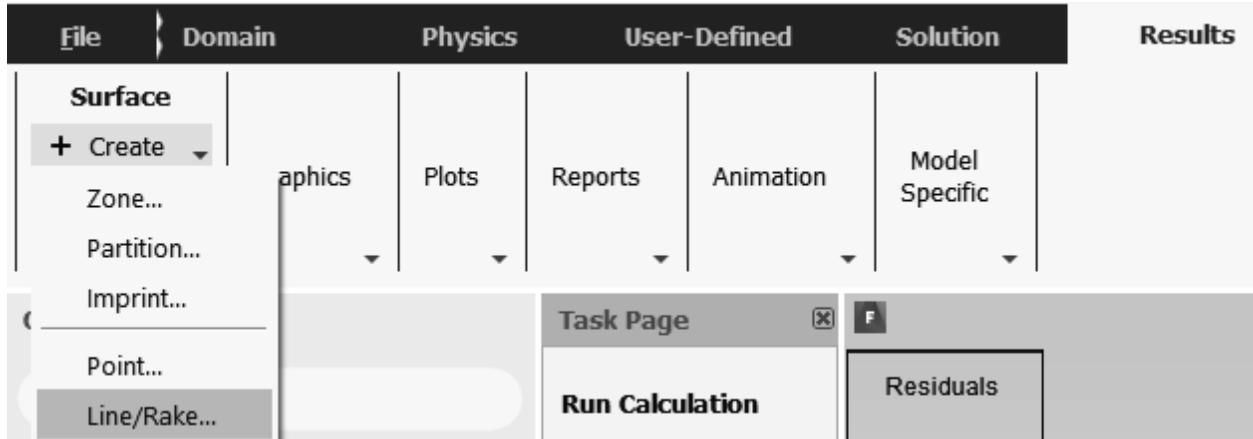 File Domain Physics User-Defined Solution Results
Surface
+ Create
Zone...
Partition...
Imprint...
Point...
Line/Rake...
aphics
Plots
Reports
Animation
Model
Specific
Task Page
F
Run Calculation
Residuals